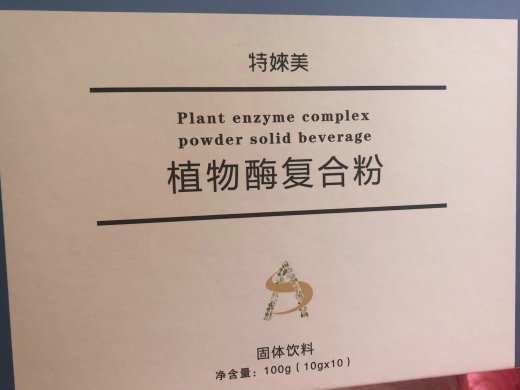 特婡美
Plant enzyme complex
powder solid beverage
植物酶复合粉
固体饮料
净含量：100g（10gx10）